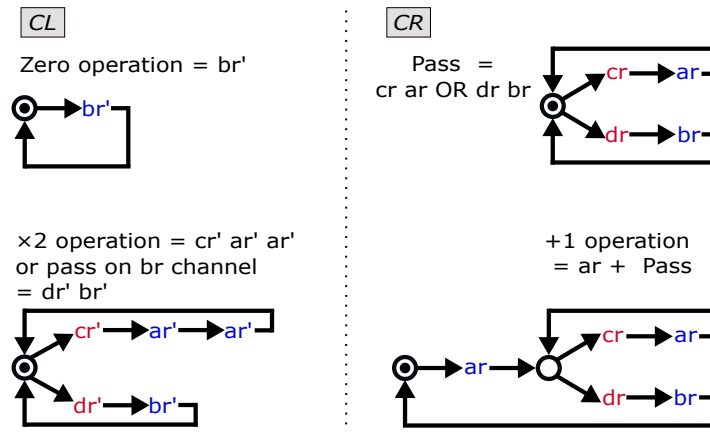 CL
Zero operation = br'
br'
×2 operation = cr' ar' ar'
or pass on br channel
= dr' br'
cr' ar' ar'
dr' br'
CR
Pass =
cr ar OR dr br
cr ar
dr br
+1 operation
= ar + Pass
cr ar
ar
dr br